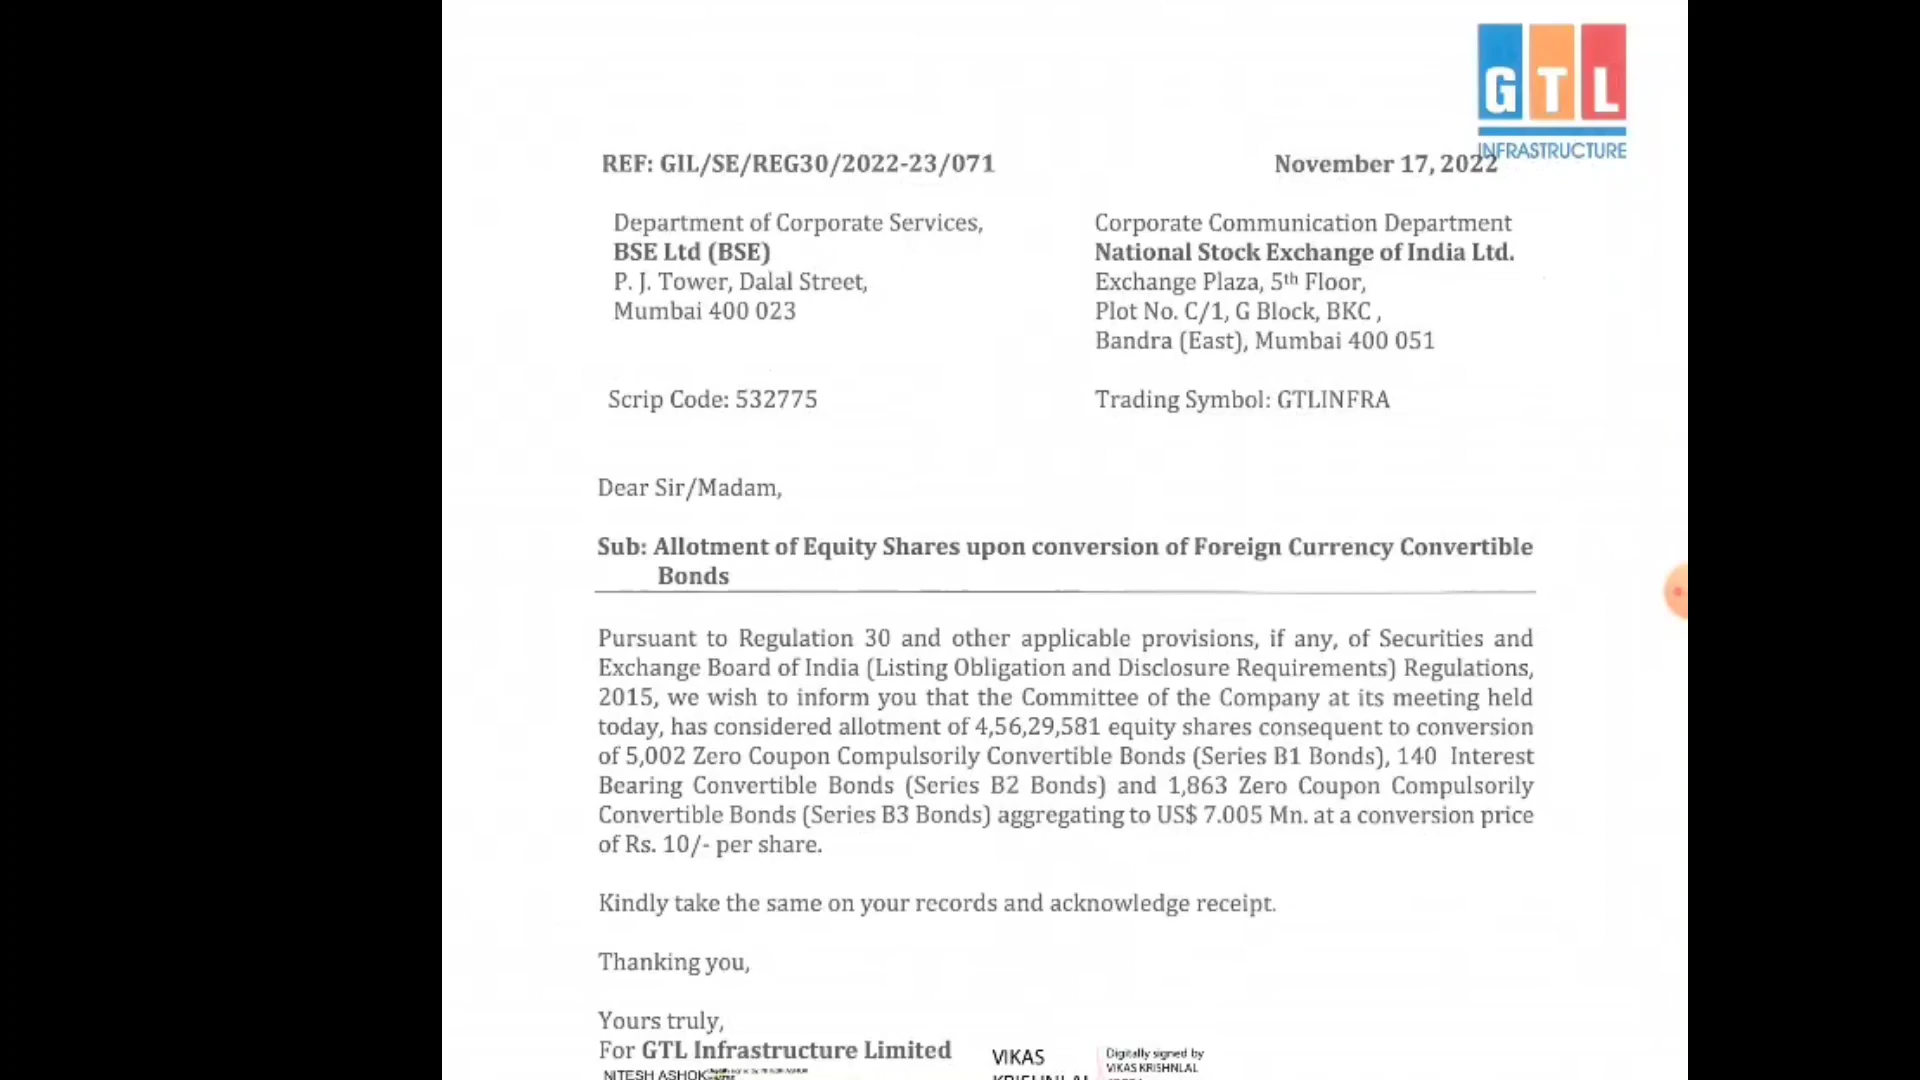 GTL
INFRASTRUCTURE
REF: GIL/SE/REG30/2022-23/071
November 17, 2022
Department of Corporate Services,
BSE Ltd (BSE)
P. J. Tower, Dalal Street,
Mumbai 400 023
Corporate Communication Department
National Stock Exchange of India Ltd.
Exchange Plaza, 5th Floor,
Plot No. C/1, G Block, BKC ,
Bandra (East), Mumbai 400 051
Scrip Code: 532775
Trading Symbol: GTLINFRA
Dear Sir/Madam,
Sub: Allotment of Equity Shares upon conversion of Foreign Currency Convertible
Bonds
Pursuant to Regulation 30 and other applicable provisions, if any, of Securities and
Exchange Board of India (Listing Obligation and Disclosure Requirements) Regulations,
2015, we wish to inform you that the Committee of the Company at its meeting held
today, has considered allotment of 4,56,29,581 equity shares consequent to conversion
of 5,002 Zero Coupon Compulsorily Convertible Bonds (Series B1 Bonds), 140 Interest
Bearing Convertible Bonds (Series B2 Bonds) and 1,863 Zero Coupon Compulsorily
Convertible Bonds (Series B3 Bonds) aggregating to US$ 7.005 Mn. at a conversion price
of Rs. 10/- per share.
Kindly take the same on your records and acknowledge receipt.
Thanking you,
Yours truly,
For GTL Infrastructure Limited
NITESH ASHOK
VIKAS
KRISHNLAL
Digitally signed by
VIKAS KRISHNLAL